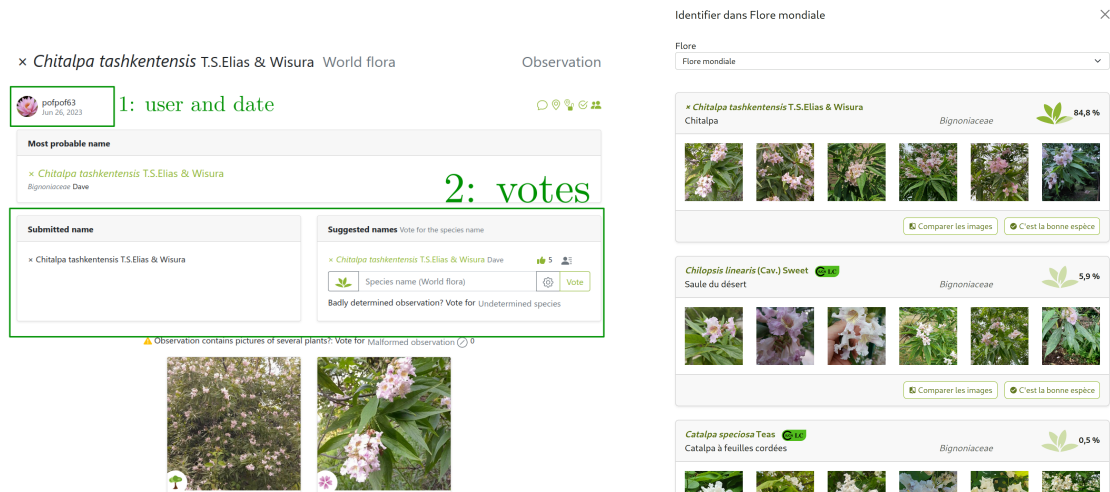 × Chitalpa tashkentensis T.S.Elias & Wisura World flora Observation
pofpof63
Jun 26, 2023
1: user and date
Most probable name
× Chitalpa tashkentensis T.S.Elias & Wisura
Bignoniaceae Dave
2: votes
Submitted name
× Chitalpa tashkentensis T.S.Elias & Wisura
Suggested names Vote for the species name
× Chitalpa tashkentensis T.S.Elias & Wisura Dave 5
Species name (World flora) Vote
Badly determined observation? Vote for Undetermined species
Observation contains pictures of several plants?: Vote for Malformed observation 0
Identifier dans Flore mondiale
Flore
Flore mondiale
× Chitalpa tashkentensis T.S.Elias & Wisura
Chitalpa Bignoniaceae 84,8 %
Comparer les images C'est la bonne espèce
Chilopsis linearis (Cav.) Sweet LC
Saule du désert Bignoniaceae 5,9 %
Comparer les images C'est la bonne espèce
Catalpa speciosa Teas LC
Catalpa à feuilles cordées Bignoniaceae 0,5 %